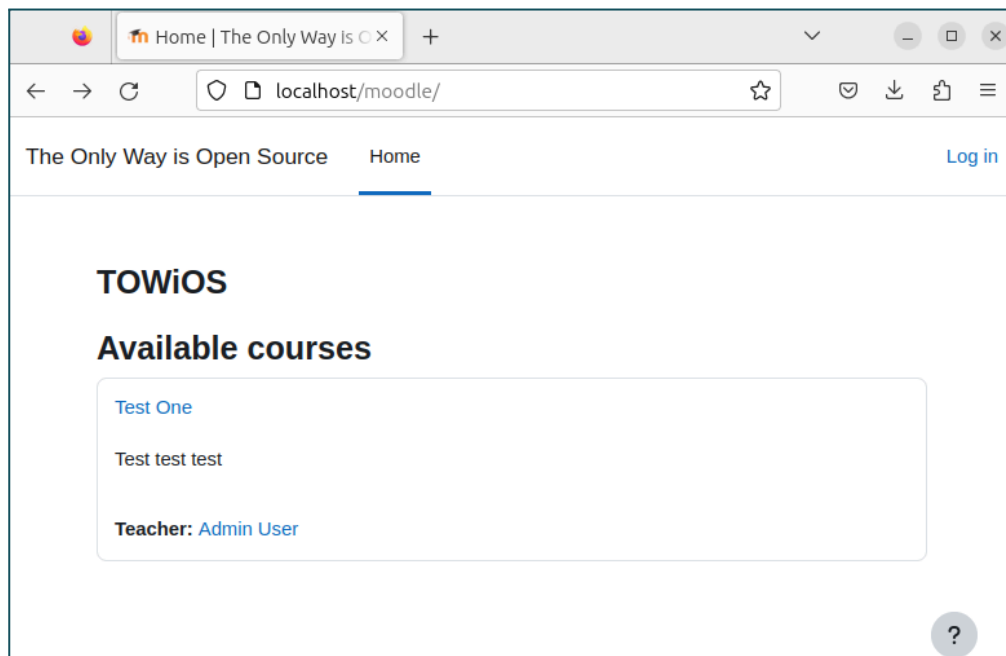 Home | The Only Way is O
localhost/moodle/
The Only Way is Open Source Home Log in
TOWiOS
Available courses
Test One
Test test test
Teacher: Admin User
?